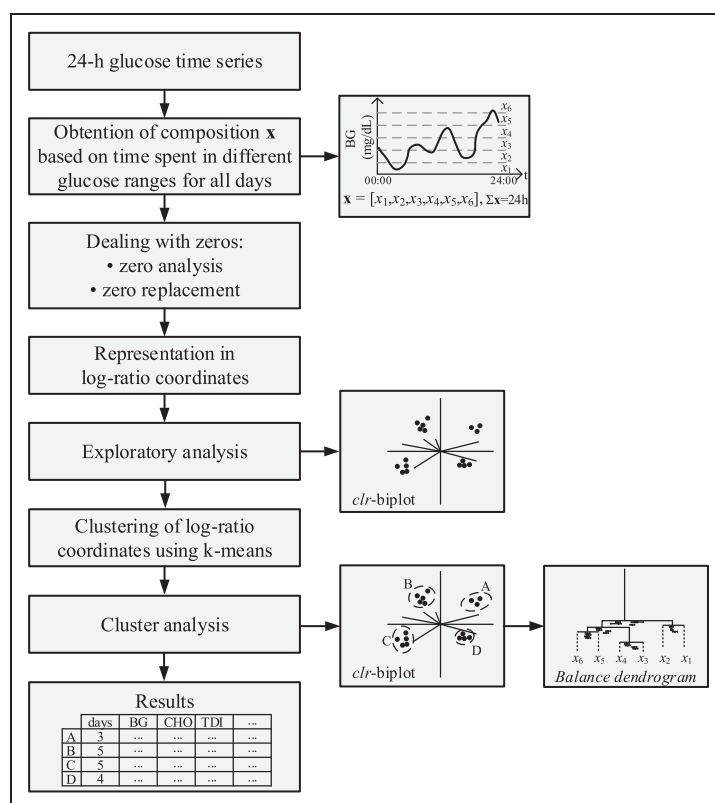 24-h glucose time series
Obtention of composition x
based on time spent in different
glucose ranges for all days
BG
(mg/dL)
x6
x5
x4
x3
x2
x1
t
00:00
24:00
x = [x1,x2,x3,x4,x5,x6], Σx=24h
Dealing with zeros:
• zero analysis
• zero replacement
Representation in
log-ratio coordinates
Exploratory analysis
clr-biplot
Clustering of log-ratio
coordinates using k-means
Cluster analysis
B
A
C
D
clr-biplot
x6 x5 x4 x3 x2 x1
Balance dendrogram
Results
days BG CHO TDI ...
A 3 ... ... ... ...
B 5 ... ... ... ...
C 5 ... ... ... ...
D 4 ... ... ... ...